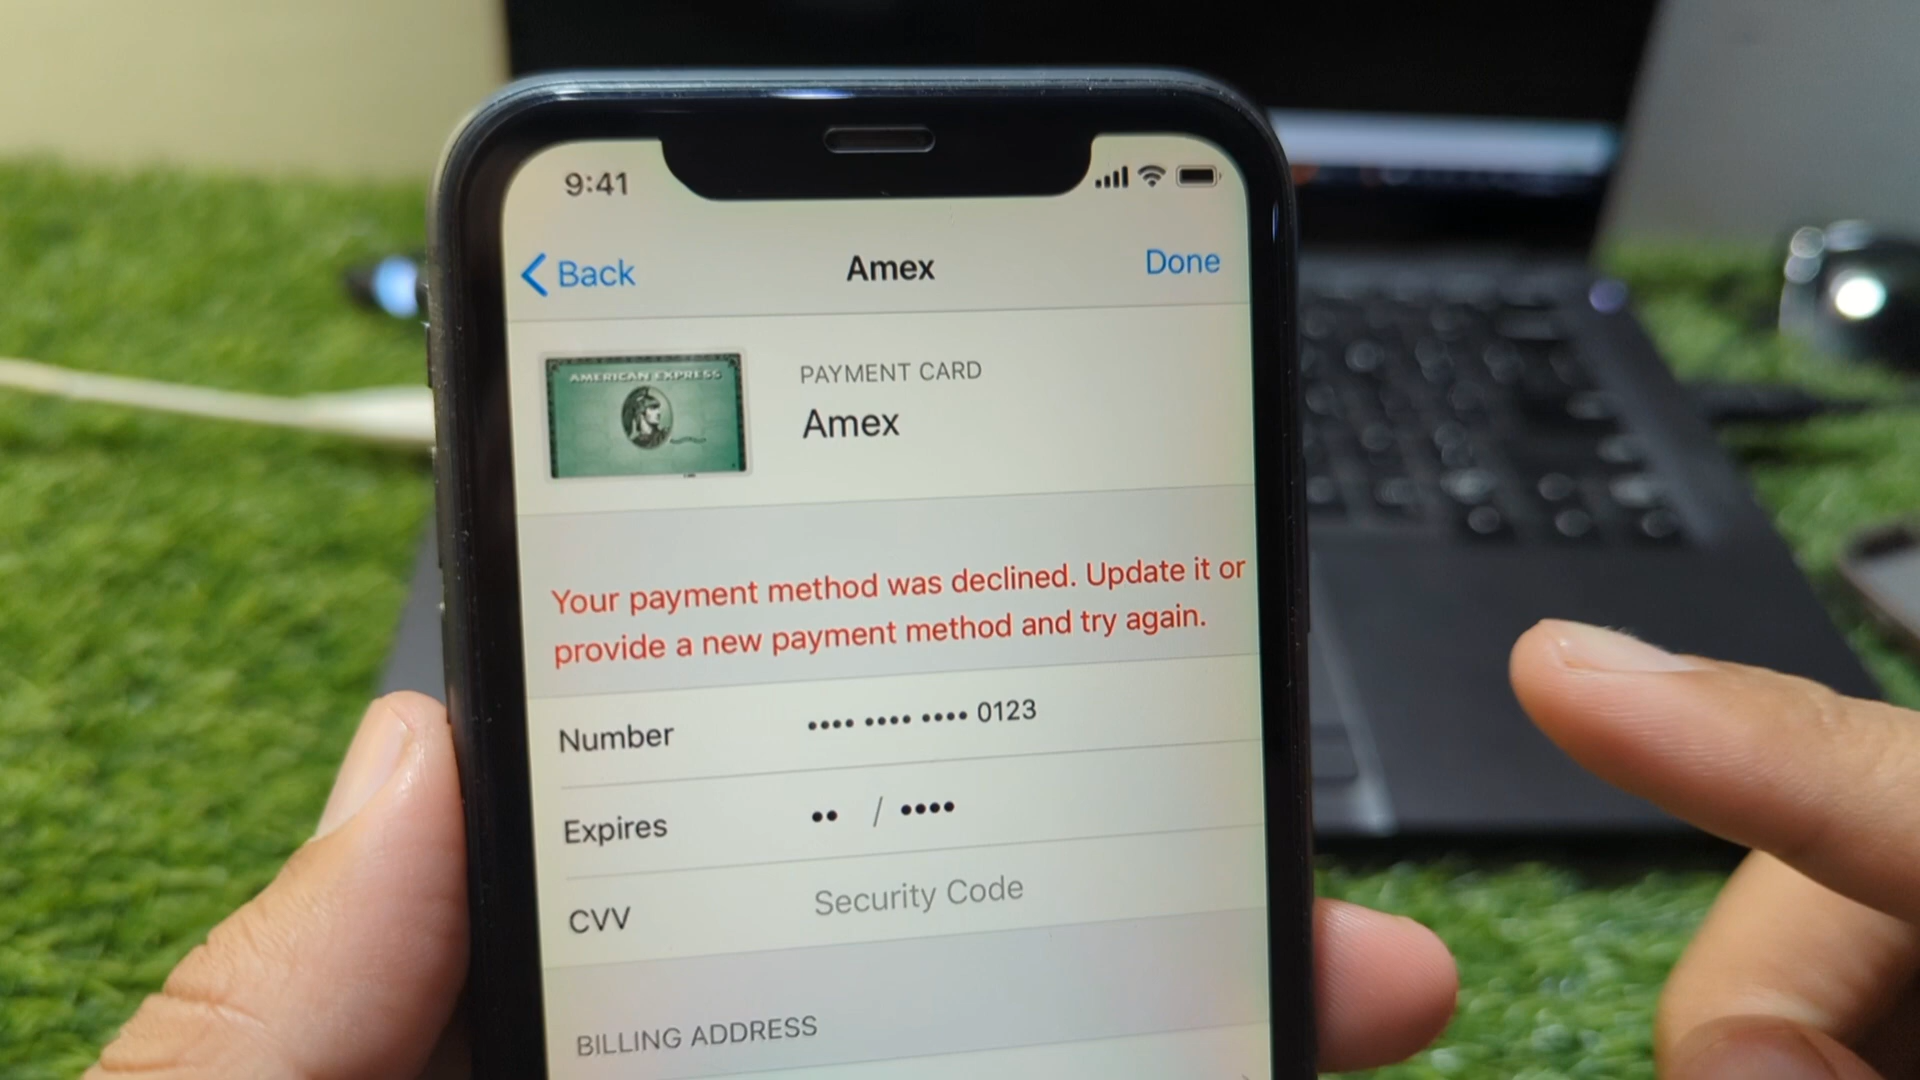 9:41
Back
Amex
Done
AMERICAN EXPRESS
PAYMENT CARD
Amex
Your payment method was declined. Update it or
provide a new payment method and try again.
Number •••• •••• •••• 0123
Expires •• / ••••
CVV Security Code
BILLING ADDRESS